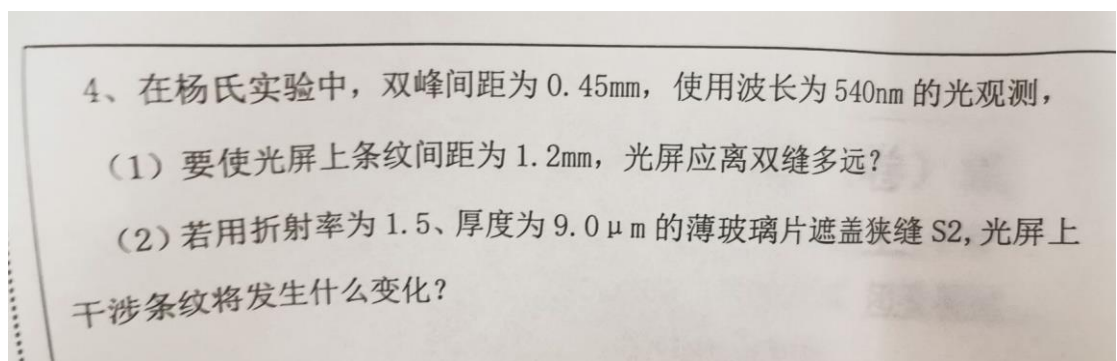 4、在杨氏实验中，双峰间距为0.45mm，使用波长为540nm的光观测，
（1）要使光屏上条纹间距为1.2mm，光屏应离双缝多远？
（2）若用折射率为1.5、厚度为9.0μm的薄玻璃片遮盖狭缝S2,光屏上
干涉条纹将发生什么变化？